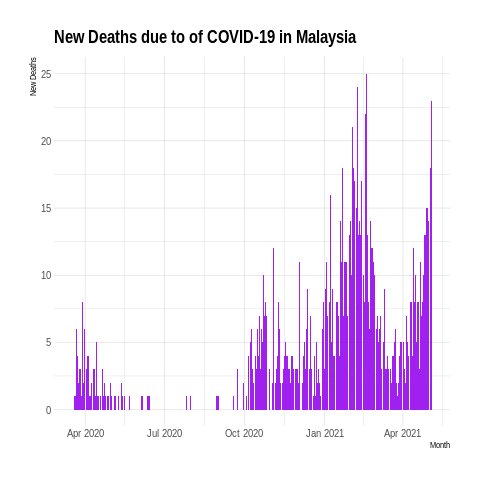 New Deaths due to of COVID-19 in Malaysia
New Deaths
25
20
15
10
5
0
Apr 2020 Jul 2020 Oct 2020 Jan 2021 Apr 2021
Month